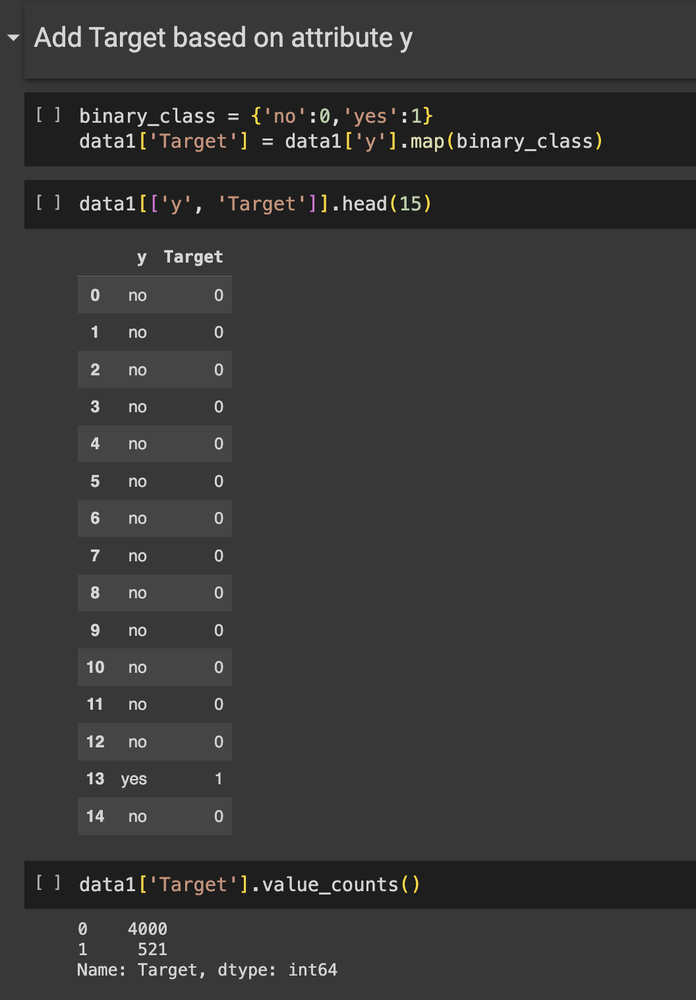 Add Target based on attribute y
[ ] binary_class = {'no':0,'yes':1}
data1['Target'] = data1['y'].map(binary_class)
[ ] data1[['y', 'Target']].head(15)
y Target
0 no 0
1 no 0
2 no 0
3 no 0
4 no 0
5 no 0
6 no 0
7 no 0
8 no 0
9 no 0
10 no 0
11 no 0
12 no 0
13 yes 1
14 no 0
[ ] data1['Target'].value_counts()
0 4000
1 521
Name: Target, dtype: int64